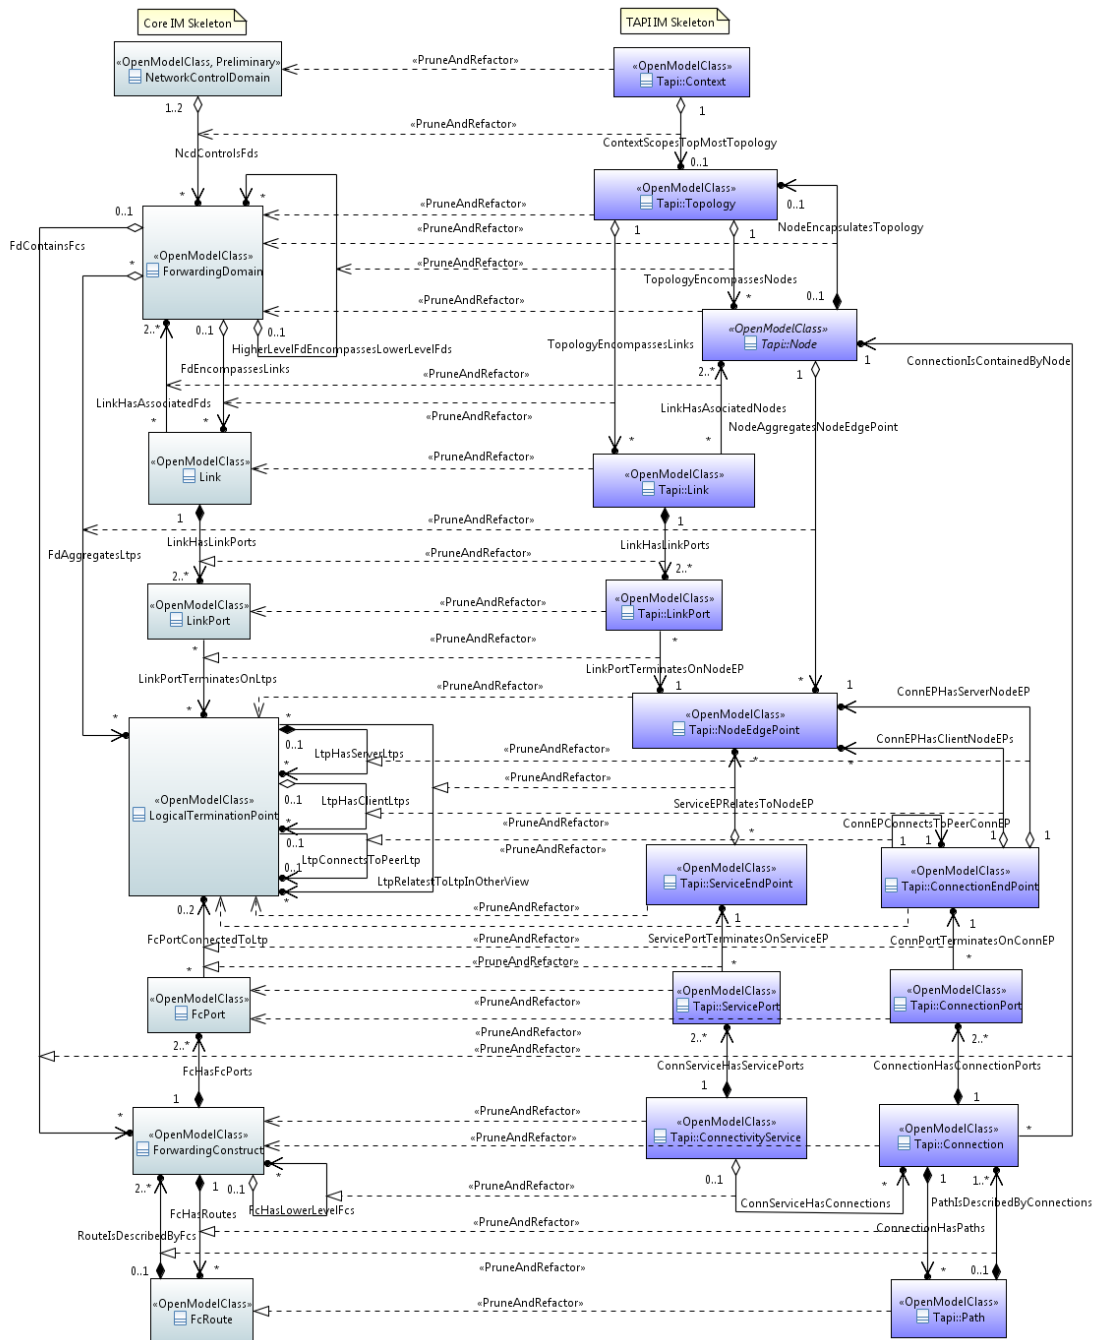 Core IM Skeleton
TAPI IM Skeleton
«OpenModelClass, Preliminary»
NetworkControlDomain
«PruneAndRefactor»
«OpenModelClass»
Tapi::Context
1..2
1
«PruneAndRefactor»
NcdControlsFds
ContextScopesTopMostTopology
0..1
*
*
«OpenModelClass»
Tapi::Topology
0..1
«PruneAndRefactor»
0..1
FdContainsFcs
«PruneAndRefactor»
1
1
NodeEncapsulatesTopology
*
«OpenModelClass»
ForwardingDomain
«PruneAndRefactor»
TopologyEncompassesNodes
«PruneAndRefactor»
*
0..1
2..*
0..1
0..1
«OpenModelClass»
Tapi::Node
HigherLevelFdEncompassesLowerLevelFds
TopologyEncompassesLinks
1
ConnectionIsContainedByNode
FdEncompassesLinks
«PruneAndRefactor»
2..*
1
LinkHasAssociatedFds
LinkHasAsociatedNodes
*
*
«PruneAndRefactor»
NodeAggregatesNodeEdgePoint
*
*
«OpenModelClass»
Link
«PruneAndRefactor»
«OpenModelClass»
Tapi::Link
1
«PruneAndRefactor»
1
LinkHasLinkPorts
LinkHasLinkPorts
FdAggregatesLtps
«PruneAndRefactor»
2..*
2..*
«OpenModelClass»
LinkPort
«PruneAndRefactor»
«OpenModelClass»
Tapi::LinkPort
*
«PruneAndRefactor»
*
LinkPortTerminatesOnLtps
LinkPortTerminatesOnNodeEP
«PruneAndRefactor»
1
*
1
ConnEPHasServerNodeEP
*
*
*
«OpenModelClass»
Tapi::NodeEdgePoint
0..1
LtpHasServerLtps
«PruneAndRefactor»
ConnEPHasClientNodeEPs
*
*
*
«PruneAndRefactor»
«OpenModelClass»
LogicalTerminationPoint
0..1
LtpHasClientLtps
ServiceEPRelatesToNodeEP
*
«PruneAndRefactor»
*
ConnEPConnectsToPeerConnEP
0..1
«PruneAndRefactor»
1
1
1
1
LtpConnectsToPeerLtp
0..1
«OpenModelClass»
Tapi::ServiceEndPoint
«OpenModelClass»
Tapi::ConnectionEndPoint
LtpRelatestToLtpInOtherView
*
0..2
1
1
FcPortConnectedToLtp
«PruneAndRefactor»
ServicePortTerminatesOnServiceEP
ConnPortTerminatesOnConnEP
«PruneAndRefactor»
*
*
*
«OpenModelClass»
FcPort
«PruneAndRefactor»
«OpenModelClass»
Tapi::ServicePort
«OpenModelClass»
Tapi::ConnectionPort
«PruneAndRefactor»
2..*
2..*
2..*
«PruneAndRefactor»
FcHasFcPorts
ConnServiceHasServicePorts
ConnectionHasConnectionPorts
1
1
1
*
«PruneAndRefactor»
*
«OpenModelClass»
ForwardingConstruct
«PruneAndRefactor»
«OpenModelClass»
Tapi::ConnectivityService
«OpenModelClass»
Tapi::Connection
*
2..*
1
0..1
«PruneAndRefactor»
0..1
*
1
1..*
FcHasRoutes
FcHasLowerLevelFcs
ConnServiceHasConnections
PathIsDescribedByConnections
RouteIsDescribedByFcs
«PruneAndRefactor»
ConnectionHasPaths
0..1
*
«PruneAndRefactor»
*
0..1
«OpenModelClass»
FcRoute
«PruneAndRefactor»
«OpenModelClass»
Tapi::Path